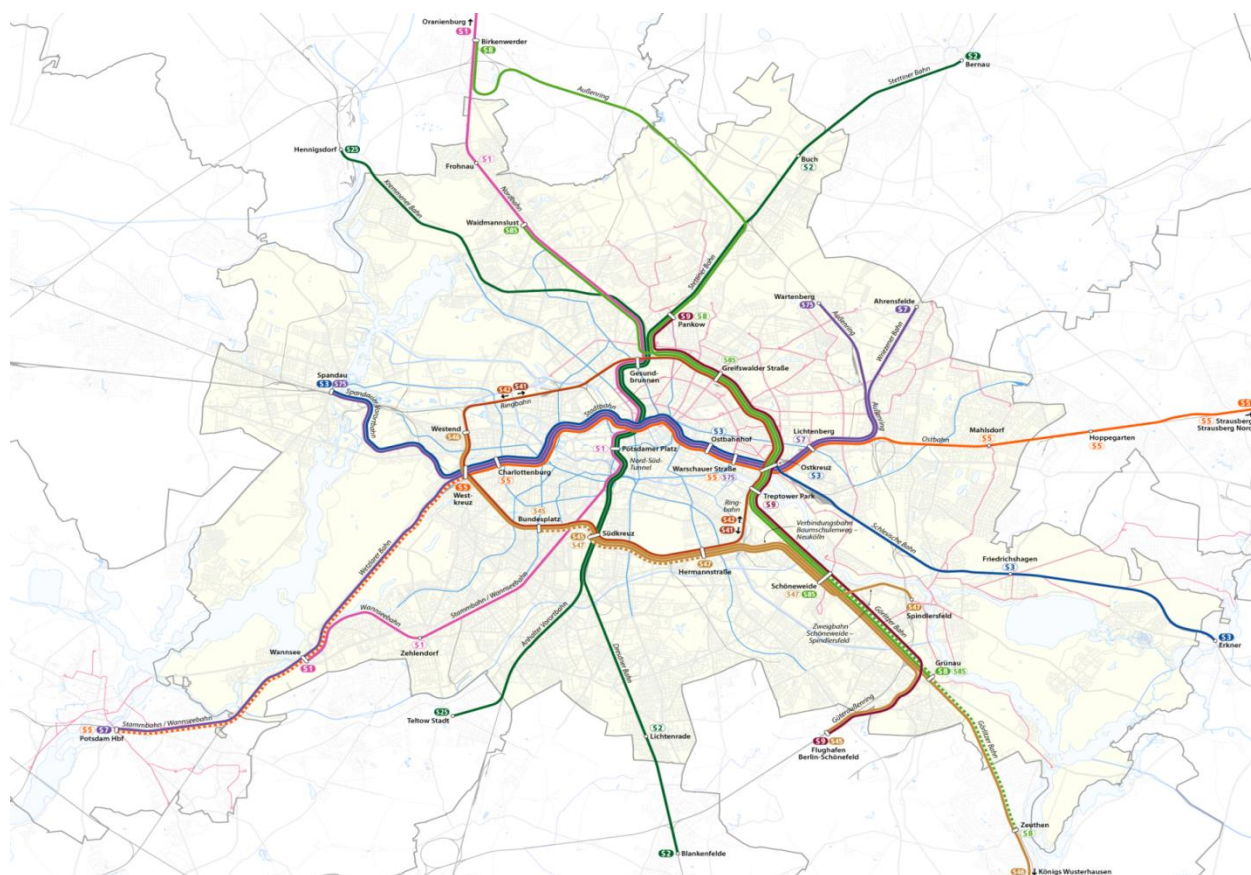 Oranienburg ↑
S1
Birkenwerder
S8
S2
Bernau
Stettiner Bahn
Außenring
Hennigsdorf
S25
Frohnau
S1
Buch
S2
Kremmener Bahn
Nordbahn
Waidmannslust
S85
Stettiner Bahn
Wartenberg
S75
Ahrensfelde
S7
S9 S8
Pankow
Außenring
Wriezener Bahn
S85
Greifswalder Straße
Gesund-
brunnen
Spandau
S3 S75
Spandauer Vorortbahn
S42 S41
← →
Ringbahn
Stadtbahn
Westend
S46
S3
Ostbahnhof
Lichtenberg
S7
Außenring
Mahlsdorf
S5
Ostbahn
Hoppegarten
S5
S5
S5 Strausberg
Strausberg Nord
S1
Potsdamer Platz
Nord-Süd-
Tunnel
Charlottenburg
S5
Warschauer Straße
S5 S75
Ostkreuz
S3
S5
West-
kreuz
Treptower Park
S9
S45
Bundesplatz
Südkreuz
S45
S47
Ring-
bahn
S42 ↑
S41 ↓
Verbindungsbahn
Baumschulenweg –
Neukölln
Schlesische Bahn
Hermannstraße
S47
Friedrichshagen
S3
Schöneweide
S47 S85
S47
Spindlersfeld
Wetzlarer Bahn
Wannseebahn
Stammbahn / Wannseebahn
Zehlendorf
S1
Wannsee
S1
Anhalter Vorortbahn
Dresdner Bahn
Zweigbahn
Schöneweide –
Spindlersfeld
Görlitzer Bahn
S3
Erkner
Grünau
S8 S85
Stammbahn / Wannseebahn
S5 S7
Potsdam Hbf
S25
Teltow Stadt
S2
Lichtenrade
Güteraußenring
S9 S45
Flughafen
Berlin-Schönefeld
Görlitzer Bahn
Zeuthen
S8
S2
Blankenfelde
S46
↓ Königs Wusterhausen